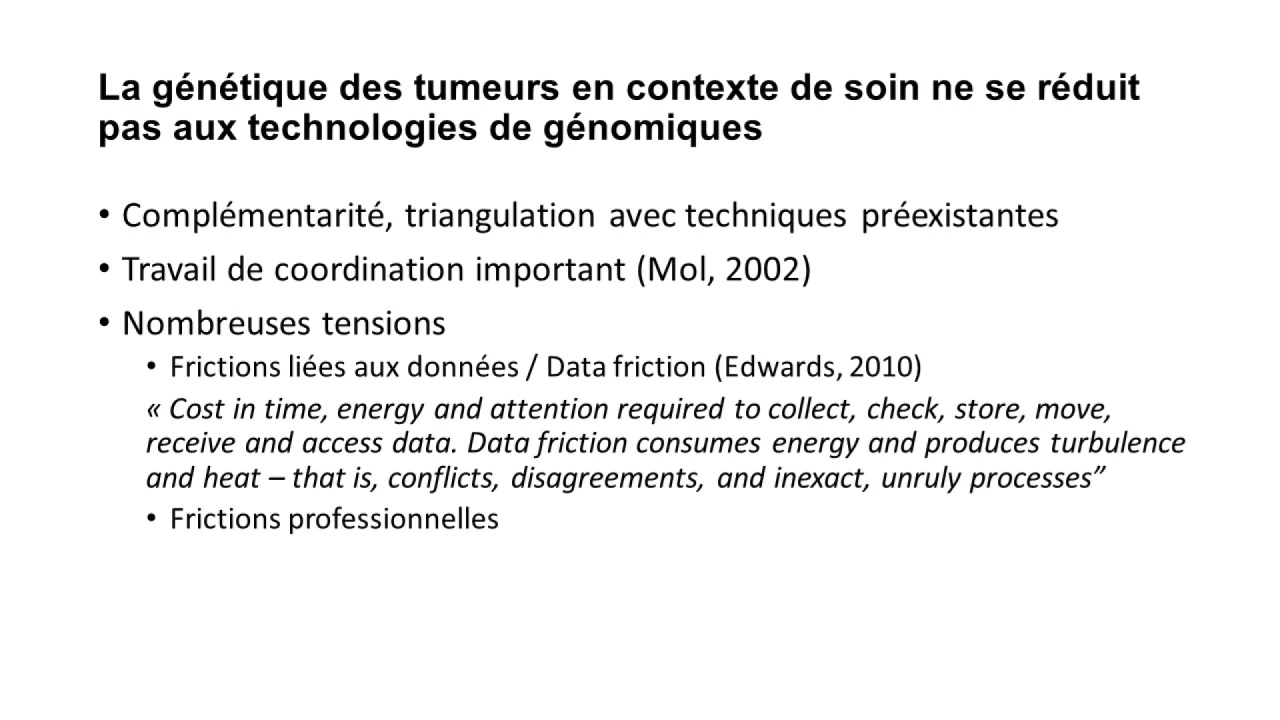 La génétique des tumeurs en contexte de soin ne se réduit
pas aux technologies de génomiques
• Complémentarité, triangulation avec techniques préexistantes
• Travail de coordination important (Mol, 2002)
• Nombreuses tensions
• Frictions liées aux données / Data friction (Edwards, 2010)
« Cost in time, energy and attention required to collect, check, store, move,
receive and access data. Data friction consumes energy and produces turbulence
and heat – that is, conflicts, disagreements, and inexact, unruly processes”
• Frictions professionnelles